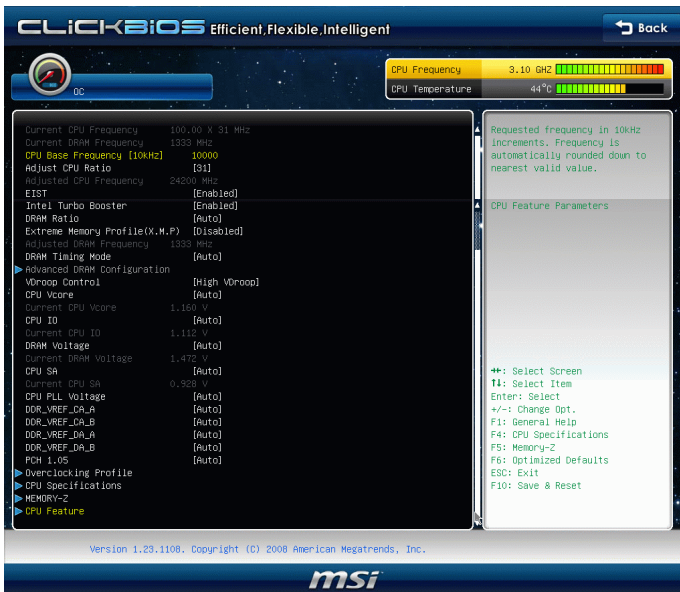 CLiCKBiOS Efficient,Flexible,Intelligent
Back
OC
CPU Frequency 3.10 GHZ
CPU Temperature 44°C
Current CPU Frequency 100.00 X 31 MHz
Current DRAM Frequency 1333 MHz
CPU Base Frequency [10kHz] 10000
Adjust CPU Ratio [31]
Adjusted CPU Frequency 24200 MHz
EIST [Enabled]
Intel Turbo Booster [Enabled]
DRAM Ratio [Auto]
Extreme Memory Profile(X.M.P) [Disabled]
Adjusted DRAM Frequency 1333 MHz
DRAM Timing Mode [Auto]
Advanced DRAM Configuration
VDroop Control [High VDroop]
CPU Vcore [Auto]
Current CPU Vcore 1.160 V
CPU IO [Auto]
Current CPU IO 1.112 V
DRAM Voltage [Auto]
Current DRAM Voltage 1.472 V
CPU SA [Auto]
Current CPU SA 0.928 V
CPU PLL Voltage [Auto]
DDR_VREF_CA_A [Auto]
DDR_VREF_CA_B [Auto]
DDR_VREF_DA_A [Auto]
DDR_VREF_DA_B [Auto]
PCH 1.05 [Auto]
Overclocking Profile
CPU Specifications
MEMORY-Z
CPU Feature
Requested frequency in 10kHz
increments. Frequency is
automatically rounded down to
nearest valid value.
CPU Feature Parameters
→←: Select Screen
↑↓: Select Item
Enter: Select
+/-: Change Opt.
F1: General Help
F4: CPU Specifications
F5: Memory-Z
F6: Optimized Defaults
ESC: Exit
F10: Save & Reset
Version 1.23.1108. Copyright (C) 2008 American Megatrends, Inc.
msi